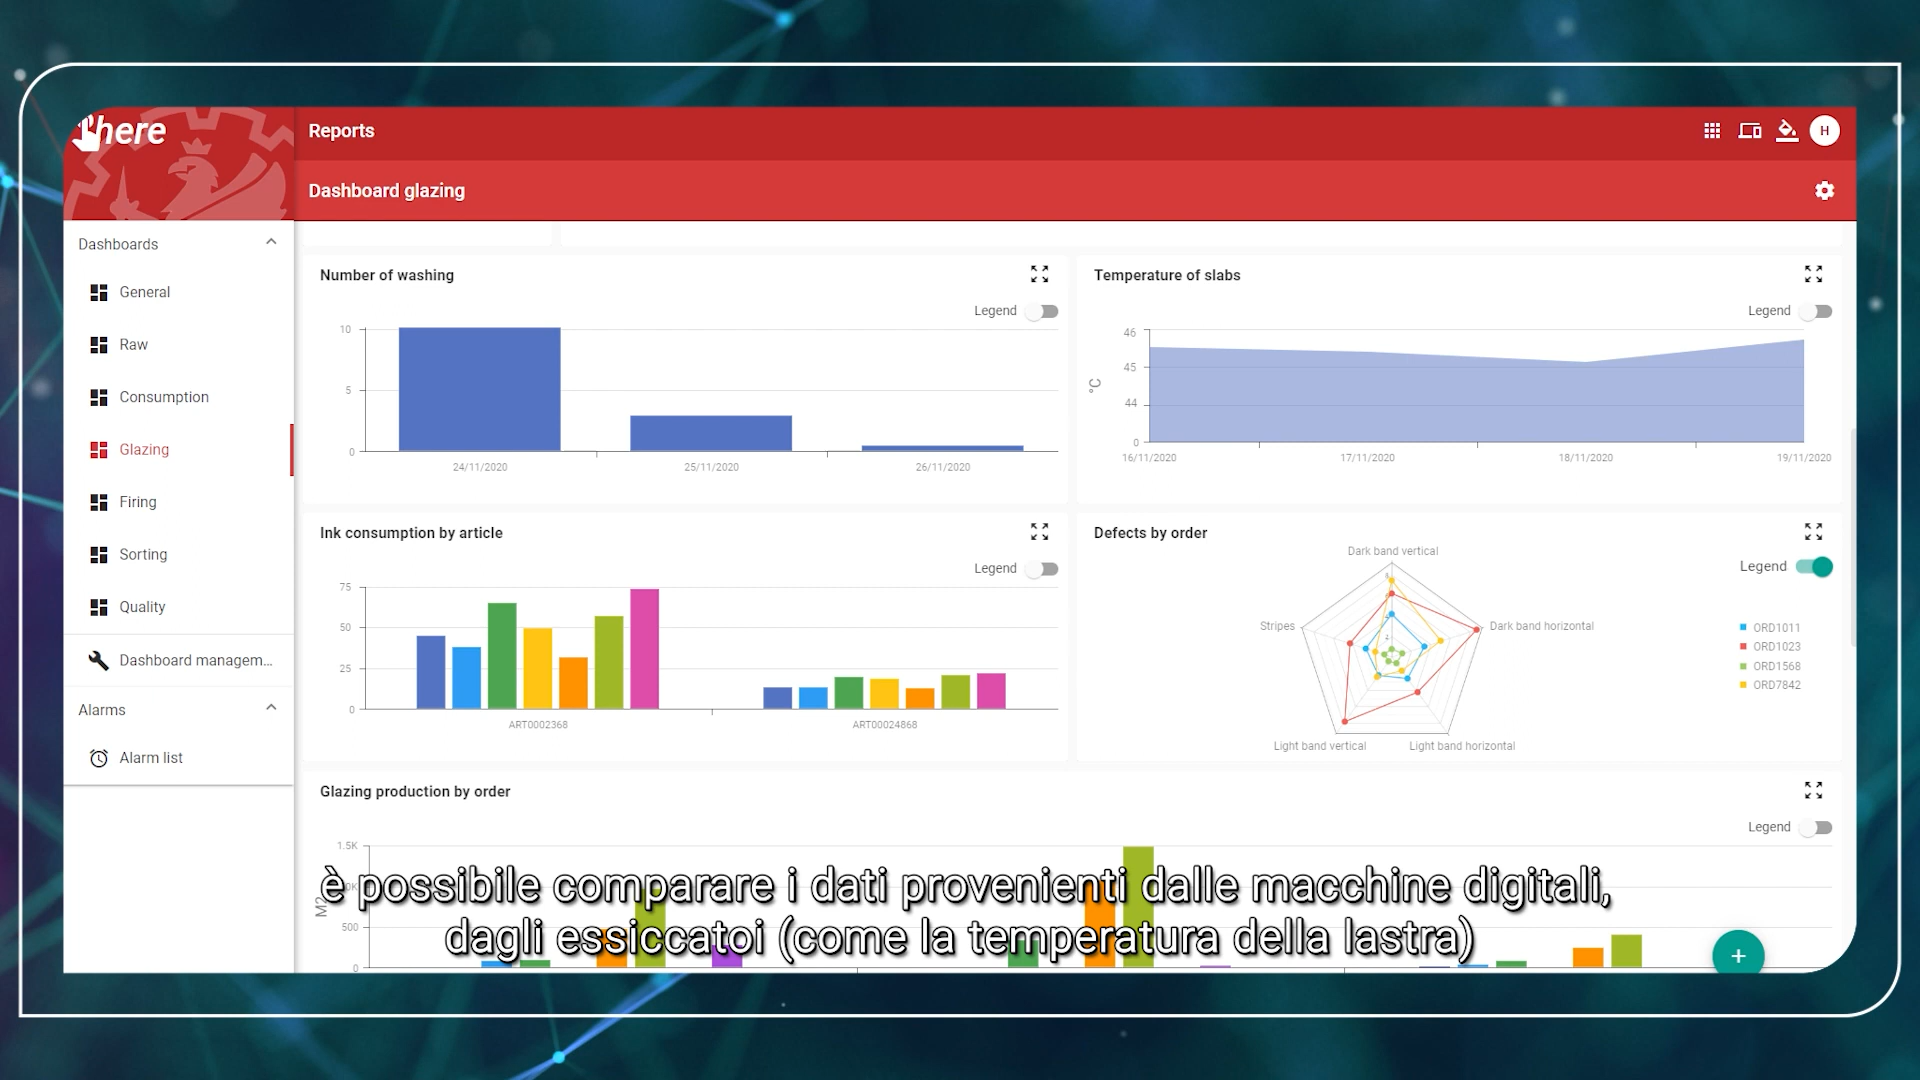 here
Reports
H
Dashboard glazing
Dashboards
General
Raw
Consumption
Glazing
Firing
Sorting
Quality
Dashboard managem...
Alarms
Alarm list
Number of washing
Legend
10
5
0
24/11/2020
25/11/2020
26/11/2020
Temperature of slabs
Legend
°C
46
45
44
0
16/11/2020
17/11/2020
18/11/2020
19/11/2020
Ink consumption by article
Legend
75
50
25
0
ART0002368
ART00024868
Defects by order
Legend
Dark band vertical
Stripes
Dark band horizontal
Light band vertical
Light band horizontal
ORD1011
ORD1023
ORD1568
ORD7842
Glazing production by order
Legend
1.5K
M2
500
0
è possibile comparare i dati provenienti dalle macchine digitali,
dagli essiccatoi (come la temperatura della lastra)